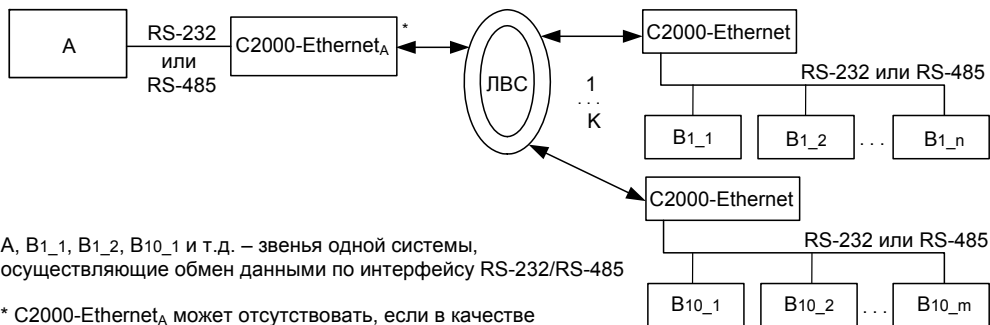 A
RS-232
или
RS-485
C2000-EthernetA
*
ЛВС
1
. . .
K
C2000-Ethernet
RS-232 или RS-485
B1_1
B1_2
. . .
B1_n
C2000-Ethernet
RS-232 или RS-485
B10_1
B10_2
. . .
B10_m
A, B1_1, B1_2, B10_1 и т.д. – звенья одной системы,
осуществляющие обмен данными по интерфейсу RS-232/RS-485
* C2000-EthernetA может отсутствовать, если в качестве